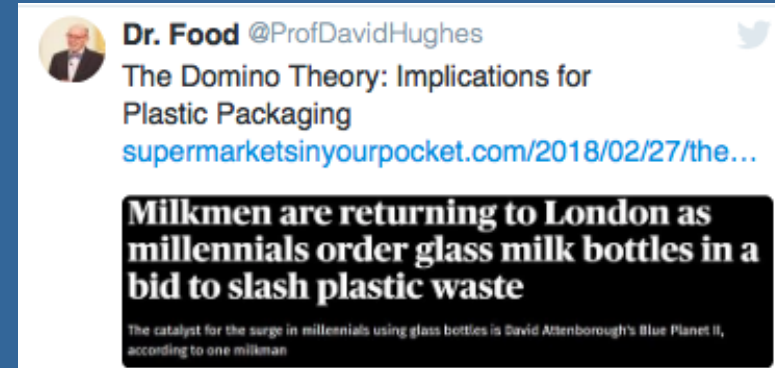 Dr. Food @ProfDavidHughes
The Domino Theory: Implications for
Plastic Packaging
supermarketsinyourpocket.com/2018/02/27/the…
Milkmen are returning to London as
millennials order glass milk bottles in a
bid to slash plastic waste
The catalyst for the surge in millennials using glass bottles is David Attenborough's Blue Planet II,
according to one milkman